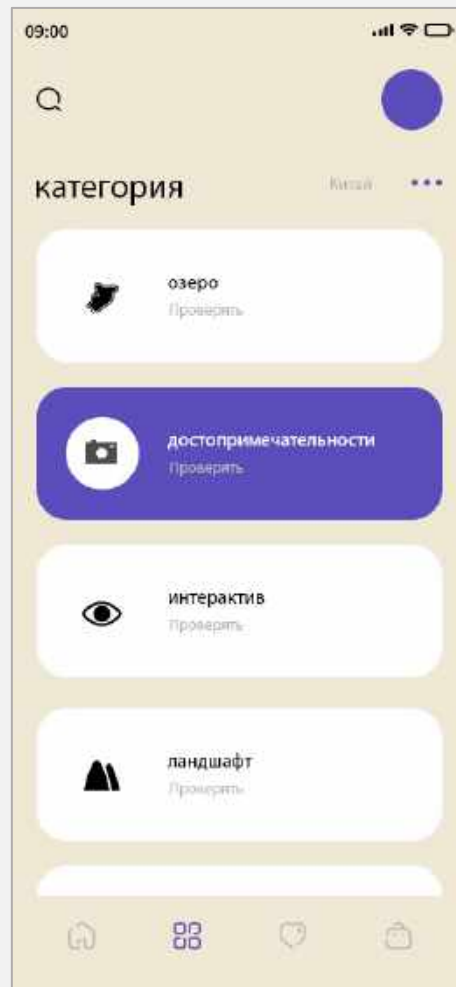 09:00
категория
Китай
озеро
Проверять
достопримечательности
Проверять
интерактив
Проверять
ландшафт
Проверять